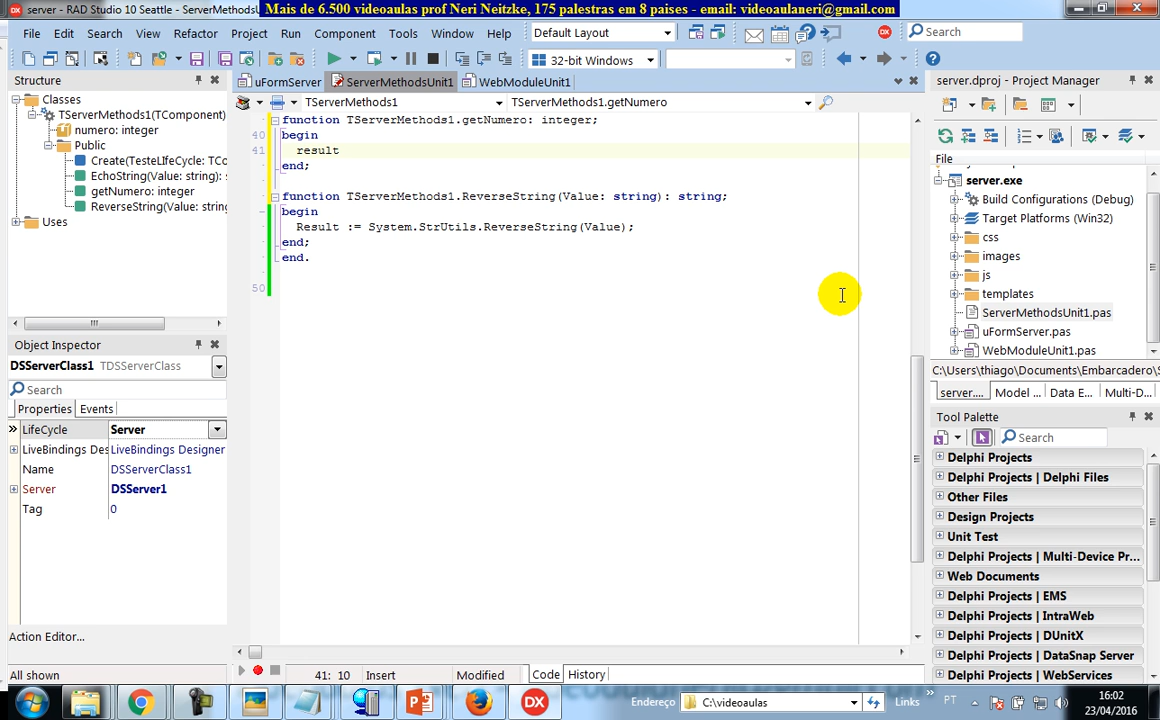 RAD Studio 10 Seattle - ServerMethodsU
Mais de 6.500 videoaulas prof Neri Neitzke, 175 palestras em 8 paises - email: videoaulaneri@gmail.com
File Edit Search View Refactor Project Run Component Tools Window Help
Default Layout
Search
32-bit Windows
Structure
uFormServer ServerMethodsUnit1 WebModuleUnit1
server.dproj - Project Manager
TServerMethods1
TServerMethods1.getNumero
Classes
TServerMethods1(TComponent)
numero: integer
Public
Create(TesteLIfeCycle: TCo
EchoString(Value: string): s
getNumero: integer
ReverseString(Value: string
Uses
function TServerMethods1.getNumero: integer;
40 begin
41 result
end;
function TServerMethods1.ReverseString(Value: string): string;
begin
Result := System.StrUtils.ReverseString(Value);
end;
end.
50
File
server.exe
Build Configurations (Debug)
Target Platforms (Win32)
css
images
js
templates
ServerMethodsUnit1.pas
uFormServer.pas
WebModuleUnit1.pas
C:\Users\thiago\Documents\Embarcadero\S
server.... Model ... Data E... Multi-D...
Object Inspector
DSServerClass1 TDSServerClass
Search
Properties Events
LifeCycle Server
LiveBindings Des LiveBindings Designer
Name DSServerClass1
Server DSServer1
Tag 0
Action Editor...
All shown
Tool Palette
Search
Delphi Projects
Delphi Projects | Delphi Files
Other Files
Design Projects
Unit Test
Delphi Projects | Multi-Device Pr...
Web Documents
Delphi Projects | EMS
Delphi Projects | IntraWeb
Delphi Projects | DUnitX
Delphi Projects | DataSnap Server
Delphi Projects | WebServices
41: 10 Insert Modified Code History
Endereço C:\videoaulas Links PT
16:02
23/04/2016